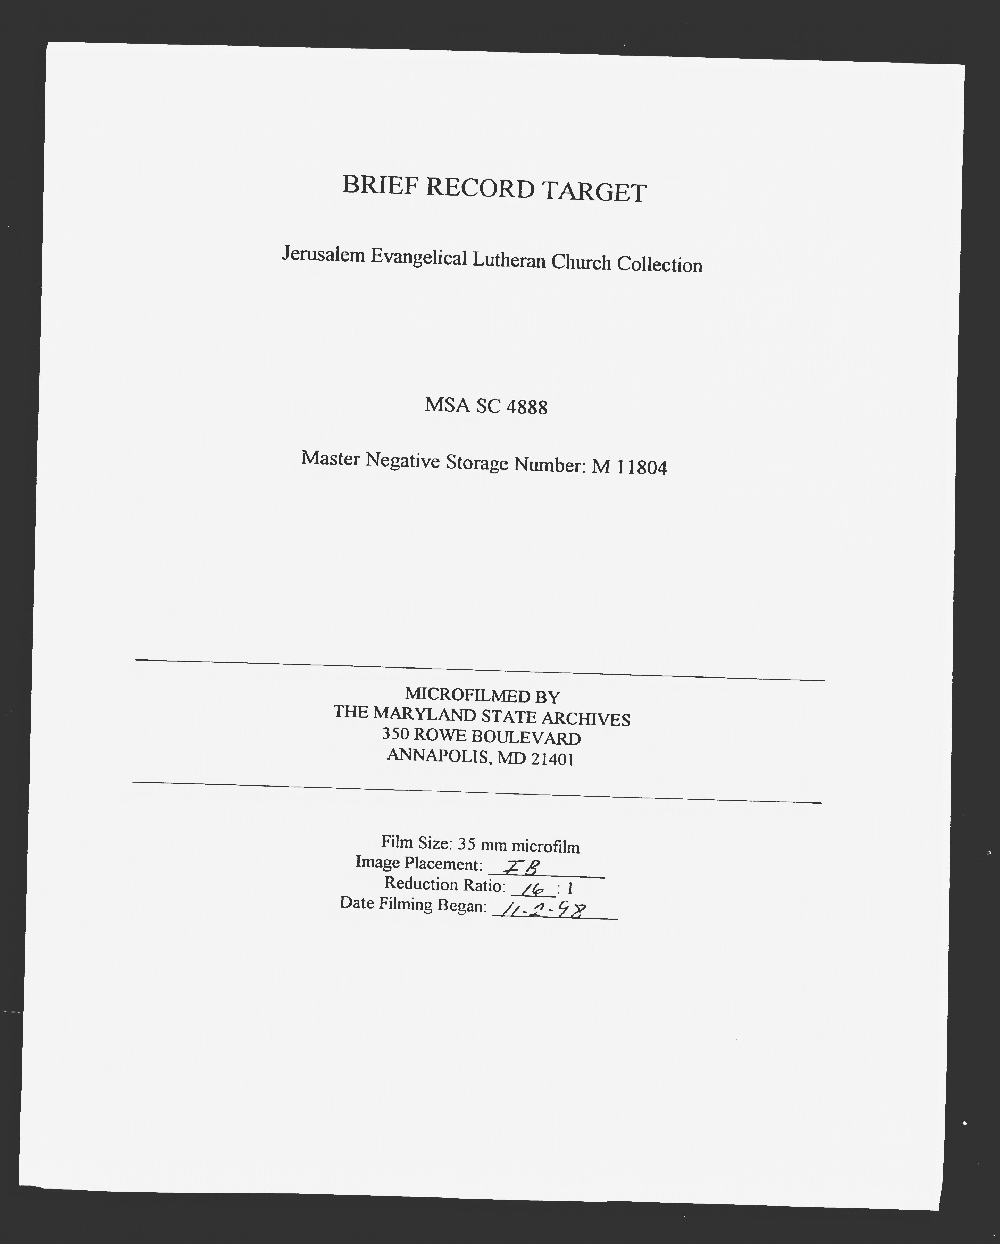 BRIEF RECORD TARGET
Jerusalem Evangelical Lutheran Church Collection
MSA SC 4888
Master Negative Storage Number: M 11804
MICROFILMED BY
THE MARYLAND STATE ARCHIVES
350 ROWE BOULEVARD
ANNAPOLIS, MD 21401
Film Size: 35 mm microfilm
Image Placement: IB
Reduction Ratio: 16 : 1
Date Filming Began: 11-2-98